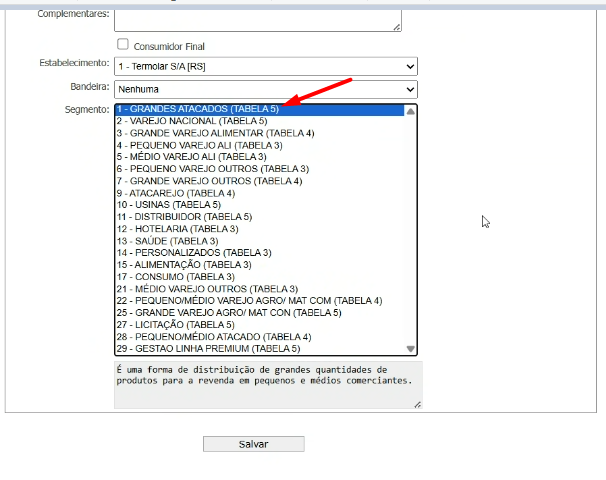 Complementares:
Consumidor Final
Estabelecimento: 1 - Termolar S/A [RS]
Bandeira: Nenhuma
Segmento: 1 - GRANDES ATACADOS (TABELA 5)
2 - VAREJO NACIONAL (TABELA 5)
3 - GRANDE VAREJO ALIMENTAR (TABELA 4)
4 - PEQUENO VAREJO ALI (TABELA 3)
5 - MÉDIO VAREJO ALI (TABELA 3)
6 - PEQUENO VAREJO OUTROS (TABELA 3)
7 - GRANDE VAREJO OUTROS (TABELA 4)
9 - ATACAREJO (TABELA 4)
10 - USINAS (TABELA 5)
11 - DISTRIBUIDOR (TABELA 5)
12 - HOTELARIA (TABELA 3)
13 - SAÚDE (TABELA 3)
14 - PERSONALIZADOS (TABELA 3)
15 - ALIMENTAÇÃO (TABELA 3)
17 - CONSUMO (TABELA 3)
21 - MÉDIO VAREJO OUTROS (TABELA 3)
22 - PEQUENO/MÉDIO VAREJO AGRO/ MAT COM (TABELA 4)
25 - GRANDE VAREJO AGRO/ MAT CON (TABELA 5)
27 - LICITAÇÃO (TABELA 5)
28 - PEQUENO/MÉDIO ATACADO (TABELA 4)
29 - GESTAO LINHA PREMIUM (TABELA 5)
É uma forma de distribuição de grandes quantidades de
produtos para a revenda em pequenos e médios comerciantes.
Salvar